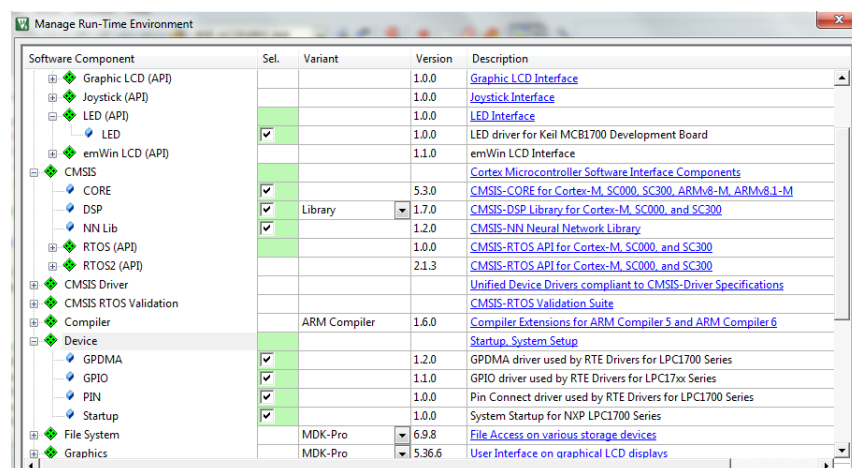 Manage Run-Time Environment
Software Component Sel. Variant Version Description
Graphic LCD (API) 1.0.0 Graphic LCD Interface
Joystick (API) 1.0.0 Joystick Interface
LED (API) 1.0.0 LED Interface
LED 1.0.0 LED driver for Keil MCB1700 Development Board
emWin LCD (API) 1.1.0 emWin LCD Interface
CMSIS Cortex Microcontroller Software Interface Components
CORE 5.3.0 CMSIS-CORE for Cortex-M, SC000, SC300, ARMv8-M, ARMv8.1-M
DSP Library 1.7.0 CMSIS-DSP Library for Cortex-M, SC000, and SC300
NN Lib 1.2.0 CMSIS-NN Neural Network Library
RTOS (API) 1.0.0 CMSIS-RTOS API for Cortex-M, SC000, and SC300
RTOS2 (API) 2.1.3 CMSIS-RTOS API for Cortex-M, SC000, and SC300
CMSIS Driver Unified Device Drivers compliant to CMSIS-Driver Specifications
CMSIS RTOS Validation CMSIS-RTOS Validation Suite
Compiler ARM Compiler 1.6.0 Compiler Extensions for ARM Compiler 5 and ARM Compiler 6
Device Startup, System Setup
GPDMA 1.2.0 GPDMA driver used by RTE Drivers for LPC1700 Series
GPIO 1.1.0 GPIO driver used by RTE Drivers for LPC17xx Series
PIN 1.0.0 Pin Connect driver used by RTE Drivers for LPC1700 Series
Startup 1.0.0 System Startup for NXP LPC1700 Series
File System MDK-Pro 6.9.8 File Access on various storage devices
Graphics MDK-Pro 5.36.6 User Interface on graphical LCD displays